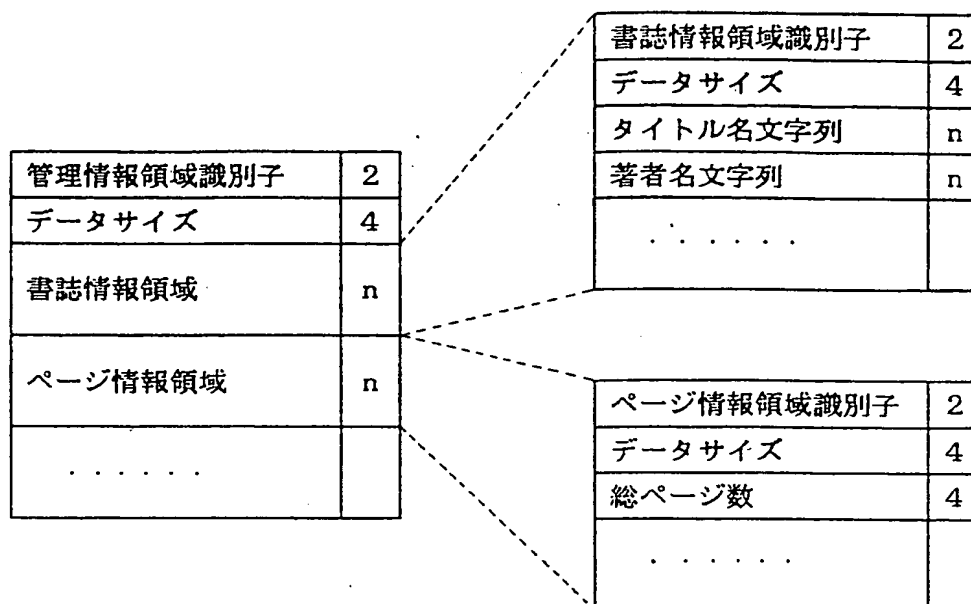 管理情報領域識別子 2
データサイズ 4
書誌情報領域 n
ページ情報領域 n
・・・・・・
書誌情報領域識別子 2
データサイズ 4
タイトル名文字列 n
著者名文字列 n
・・・・・・
ページ情報領域識別子 2
データサイズ 4
総ページ数 4
・・・・・・